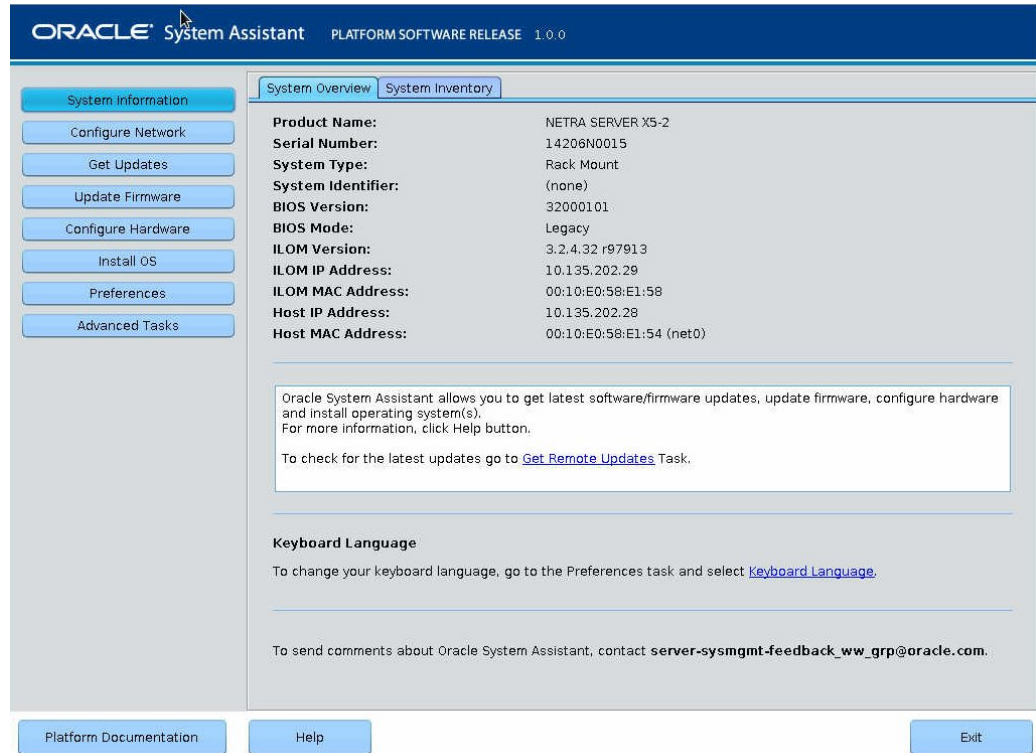 ORACLE System Assistant PLATFORM SOFTWARE RELEASE 1.0.0
System Information
Configure Network
Get Updates
Update Firmware
Configure Hardware
Install OS
Preferences
Advanced Tasks
System Overview System Inventory
Product Name: NETRA SERVER X5-2
Serial Number: 14206N0015
System Type: Rack Mount
System Identifier: (none)
BIOS Version: 32000101
BIOS Mode: Legacy
ILOM Version: 3.2.4.32 r97913
ILOM IP Address: 10.135.202.29
ILOM MAC Address: 00:10:E0:58:E1:58
Host IP Address: 10.135.202.28
Host MAC Address: 00:10:E0:58:E1:54 (net0)
Oracle System Assistant allows you to get latest software/firmware updates, update firmware, configure hardware
and install operating system(s).
For more information, click Help button.
To check for the latest updates go to Get Remote Updates Task.
Keyboard Language
To change your keyboard language, go to the Preferences task and select Keyboard Language.
To send comments about Oracle System Assistant, contact server-sysmgmt-feedback_ww_grp@oracle.com.
Platform Documentation
Help
Exit